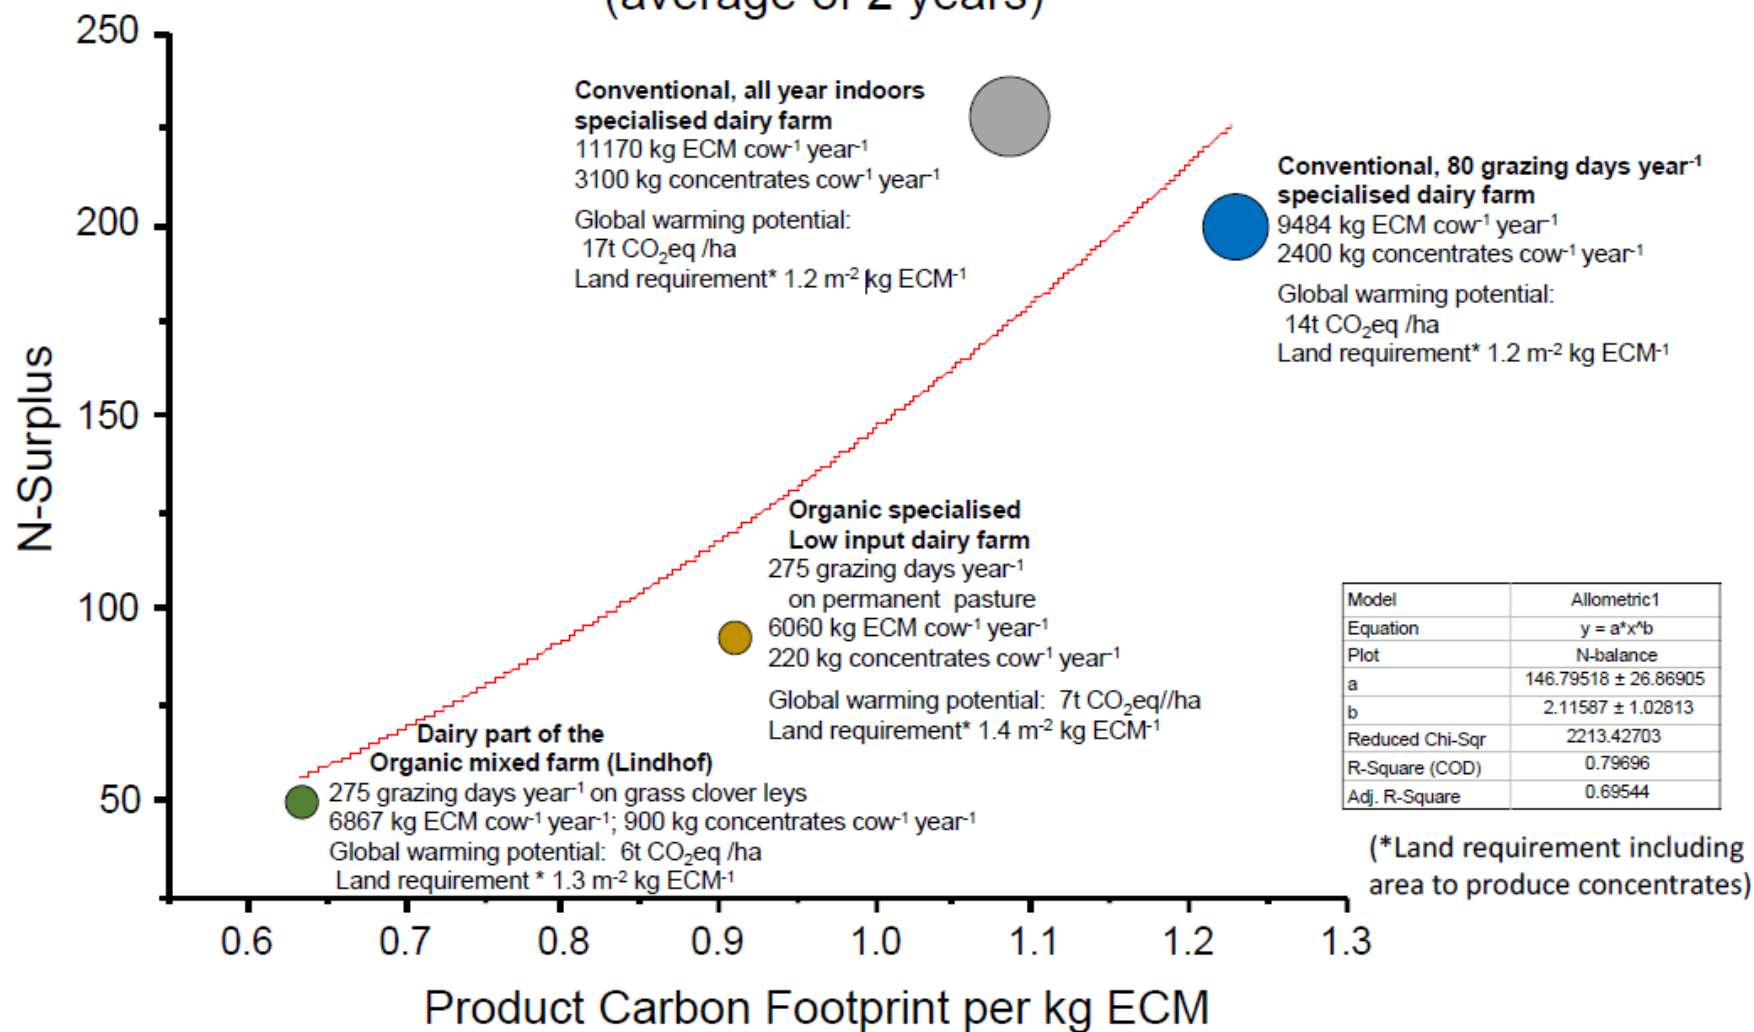 (average of 2 years)
250
200
150
100
50
N-Surplus
Conventional, all year indoors
specialised dairy farm
11170 kg ECM cow⁻¹ year⁻¹
3100 kg concentrates cow⁻¹ year⁻¹
Global warming potential:
17t CO₂eq /ha
Land requirement* 1.2 m⁻² kg ECM⁻¹
Conventional, 80 grazing days year⁻¹
specialised dairy farm
9484 kg ECM cow⁻¹ year⁻¹
2400 kg concentrates cow⁻¹ year⁻¹
Global warming potential:
14t CO₂eq /ha
Land requirement* 1.2 m⁻² kg ECM⁻¹
Organic specialised
Low input dairy farm
275 grazing days year⁻¹
on permanent pasture
6060 kg ECM cow⁻¹ year⁻¹
220 kg concentrates cow⁻¹ year⁻¹
Global warming potential: 7t CO₂eq//ha
Land requirement* 1.4 m⁻² kg ECM⁻¹
Dairy part of the
Organic mixed farm (Lindhof)
275 grazing days year⁻¹ on grass clover leys
6867 kg ECM cow⁻¹ year⁻¹; 900 kg concentrates cow⁻¹ year⁻¹
Global warming potential: 6t CO₂eq /ha
Land requirement * 1.3 m⁻² kg ECM⁻¹
Model Allometric1
Equation y = a*x^b
Plot N-balance
a 146.79518 ± 26.86905
b 2.11587 ± 1.02813
Reduced Chi-Sqr 2213.42703
R-Square (COD) 0.79696
Adj. R-Square 0.69544
(*Land requirement including
area to produce concentrates)
0.6 0.7 0.8 0.9 1.0 1.1 1.2 1.3
Product Carbon Footprint per kg ECM